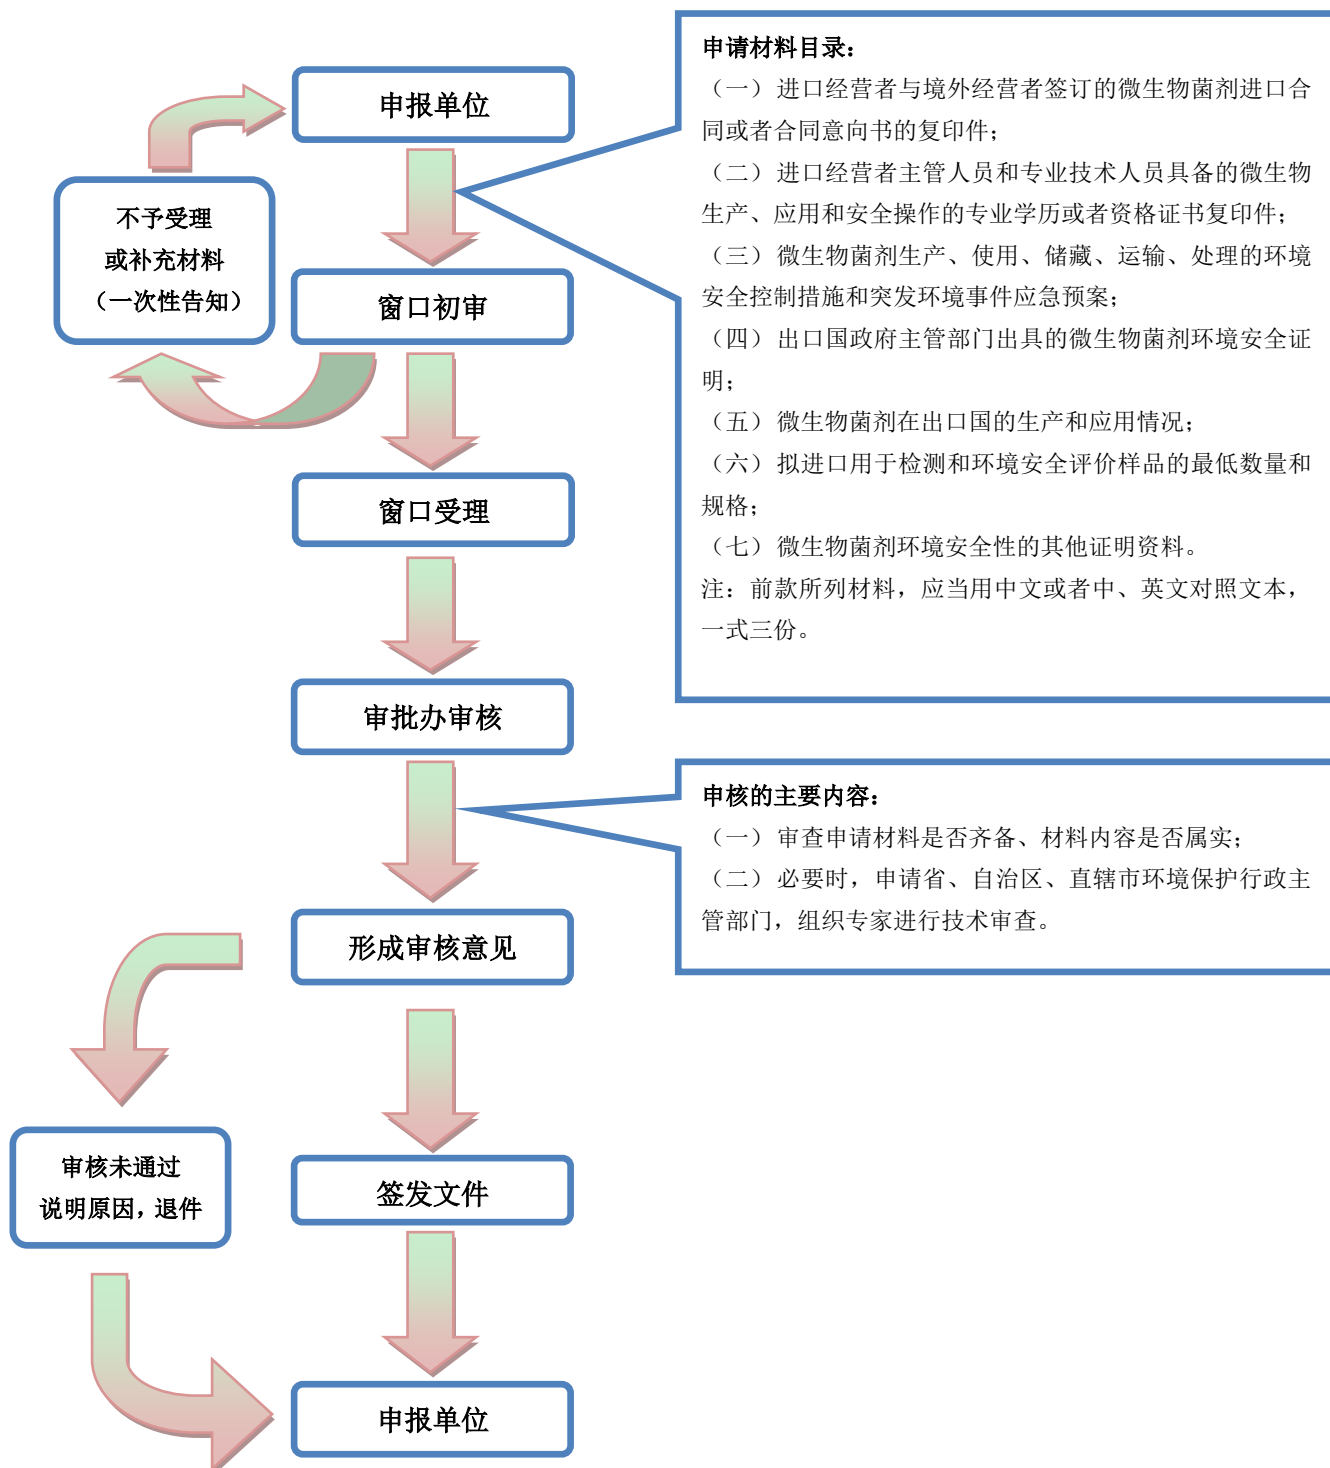 申报单位
不予受理
或补充材料
（一次性告知）
窗口初审
窗口受理
审批办审核
形成审核意见
审核未通过
说明原因，退件
签发文件
申报单位
申请材料目录：
（一）进口经营者与境外经营者签订的微生物菌剂进口合
同或者合同意向书的复印件；
（二）进口经营者主管人员和专业技术人员具备的微生物
生产、应用和安全操作的专业学历或者资格证书复印件；
（三）微生物菌剂生产、使用、储藏、运输、处理的环境
安全控制措施和突发环境事件应急预案；
（四）出口国政府主管部门出具的微生物菌剂环境安全证
明；
（五）微生物菌剂在出口国的生产和应用情况；
（六）拟进口用于检测和环境安全评价样品的最低数量和
规格；
（七）微生物菌剂环境安全性的其他证明资料。
注：前款所列材料，应当用中文或者中、英文对照文本，
一式三份。
审核的主要内容：
（一）审查申请材料是否齐备、材料内容是否属实；
（二）必要时，申请省、自治区、直辖市环境保护行政主
管部门，组织专家进行技术审查。